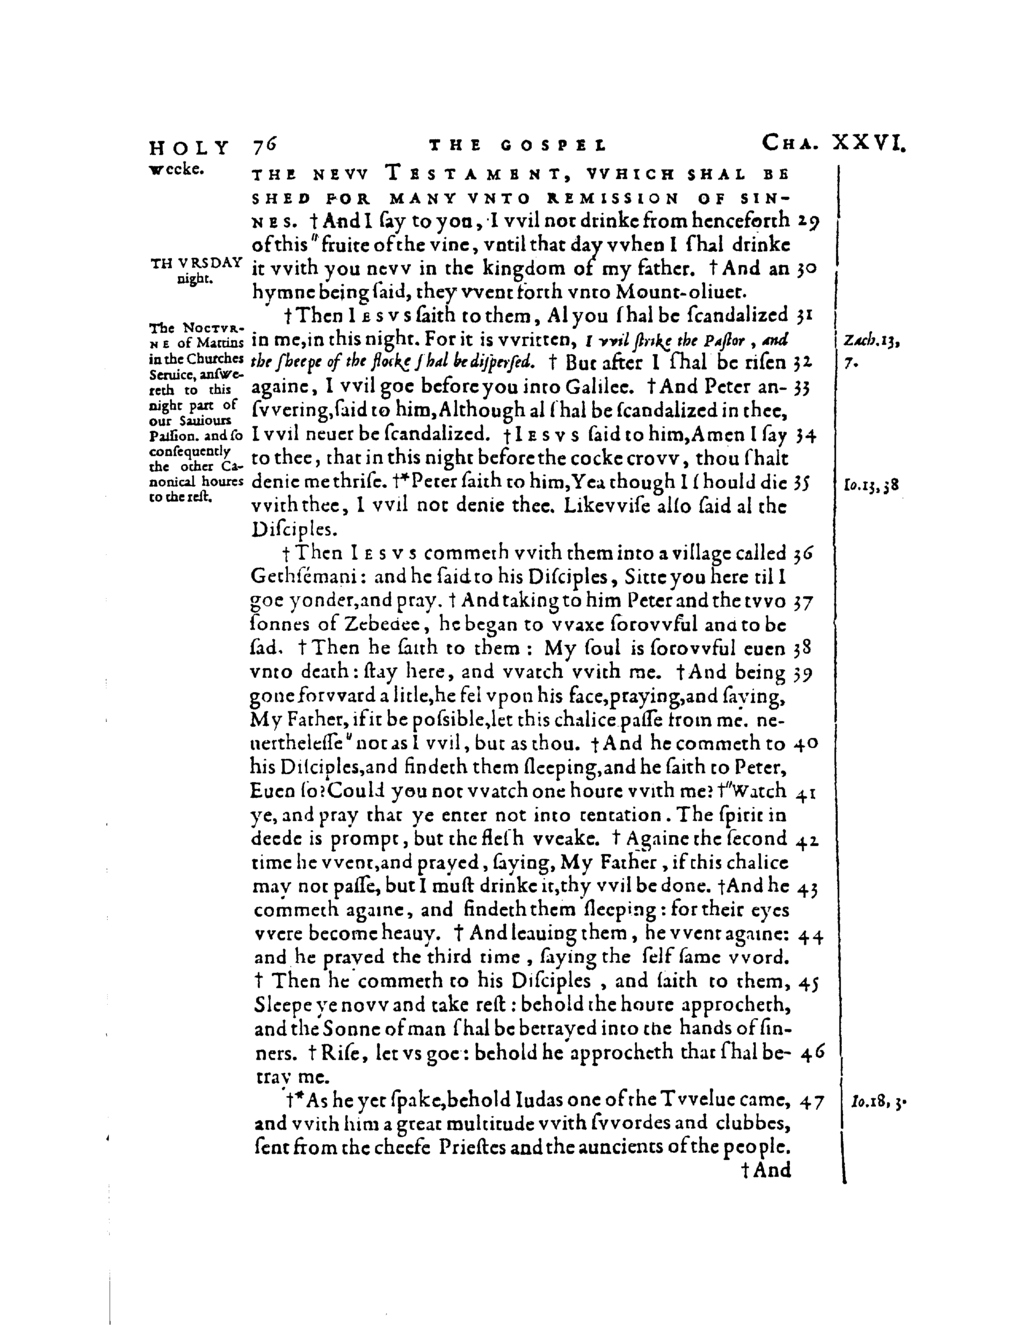 HOLY 76 THE GOSPEL CHA. XXVI.
weeke.
THE NEVV TESTAMENT, VVHICH SHAL BE
SHED FOR MANY VNTO REMISSION OF SIN-
NES. † And I ſay to you, I vvil not drinke from henceforth 29
of this " fruite of the vine, vntil that day vvhen I ſhal drinke
THVRSDAY
night.
it vvith you nevv in the kingdom of my father. † And an 30
hymne being ſaid, they vvent forth vnto Mount-oliuet.
† Then IESVS ſaith to them, Al you ſhal be ſcandalized 31
The NOCTVR-
NE of Mattins
in the Churches
Seruice, anſwe-
reth to this
night part of
our Sauiours
Paſſion. and ſo
conſequently
the other Ca-
nonical houres
to the reſt.
in me, in this night. For it is vvritten, I vvil ſtrike the Paſtor, and
Zach. 13,
7.
the ſheepe of the flocke ſhal be diſperſed. † But after I ſhal be riſen 32
againe, I vvil goe before you into Galilee. † And Peter an- 33
ſvvering, ſaid to him, Although al ſhal be ſcandalized in thee,
I vvil neuer be ſcandalized. † IESVS ſaid to him, Amen I ſay 34
to thee, that in this night before the cocke crovv, thou ſhalt
denie me thriſe. †* Peter ſaith to him, Yea though I ſhould die 35
Io. 13, 38
vvith thee, I vvil not denie thee. Likevviſe alſo ſaid al the
Diſciples.
† Then IESVS commeth vvith them into a village called 36
Gethſémani: and he ſaid to his Diſciples, Sitte you here til I
goe yonder, and pray. † And taking to him Peter and the tvvo 37
ſonnes of Zebedee, he began to vvaxe ſorovvful and to be
ſad. † Then he ſaith to them: My ſoul is ſorovvful euen 38
vnto death: ſtay here, and vvatch vvith me. † And being 39
gone forvvard a litle, he fel vpon his face, praying, and ſaying,
My Father, if it be poſsible, let this chalice paſſe from me. ne-
uertheleſſe " not as I vvil, but as thou. † And he commeth to 40
his Diſciples, and findeth them ſleeping, and he ſaith to Peter,
Euen ſo? Could you not vvatch one houre vvith me? †" Watch 41
ye, and pray that ye enter not into tentation. The ſpirit in
deede is prompt, but the fleſh vveake. † Againe the ſecond 42
time he vvent, and prayed, ſaying, My Father, if this chalice
may not paſſe, but I muſt drinke it, thy vvil be done. † And he 43
commeth againe, and findeth them ſleeping: for their eyes
vvere become heauy. † And leauing them, he vvent againe: 44
and he prayed the third time, ſaying the ſelf ſame vvord.
† Then he commeth to his Diſciples, and ſaith to them, 45
Sleepe ye novv and take reſt: behold the houre approcheth,
and the Sonne of man ſhal be betrayed into the hands of ſin-
ners. † Riſe, let vs goe: behold he approcheth that ſhal be- 46
tray me.
†* As he yet ſpake, behold Iudas one of the Tvvelue came, 47
Io. 18, 3.
and vvith him a great multitude vvith ſvvordes and clubbes,
ſent from the cheefe Prieſtes and the auncients of the people.
† And